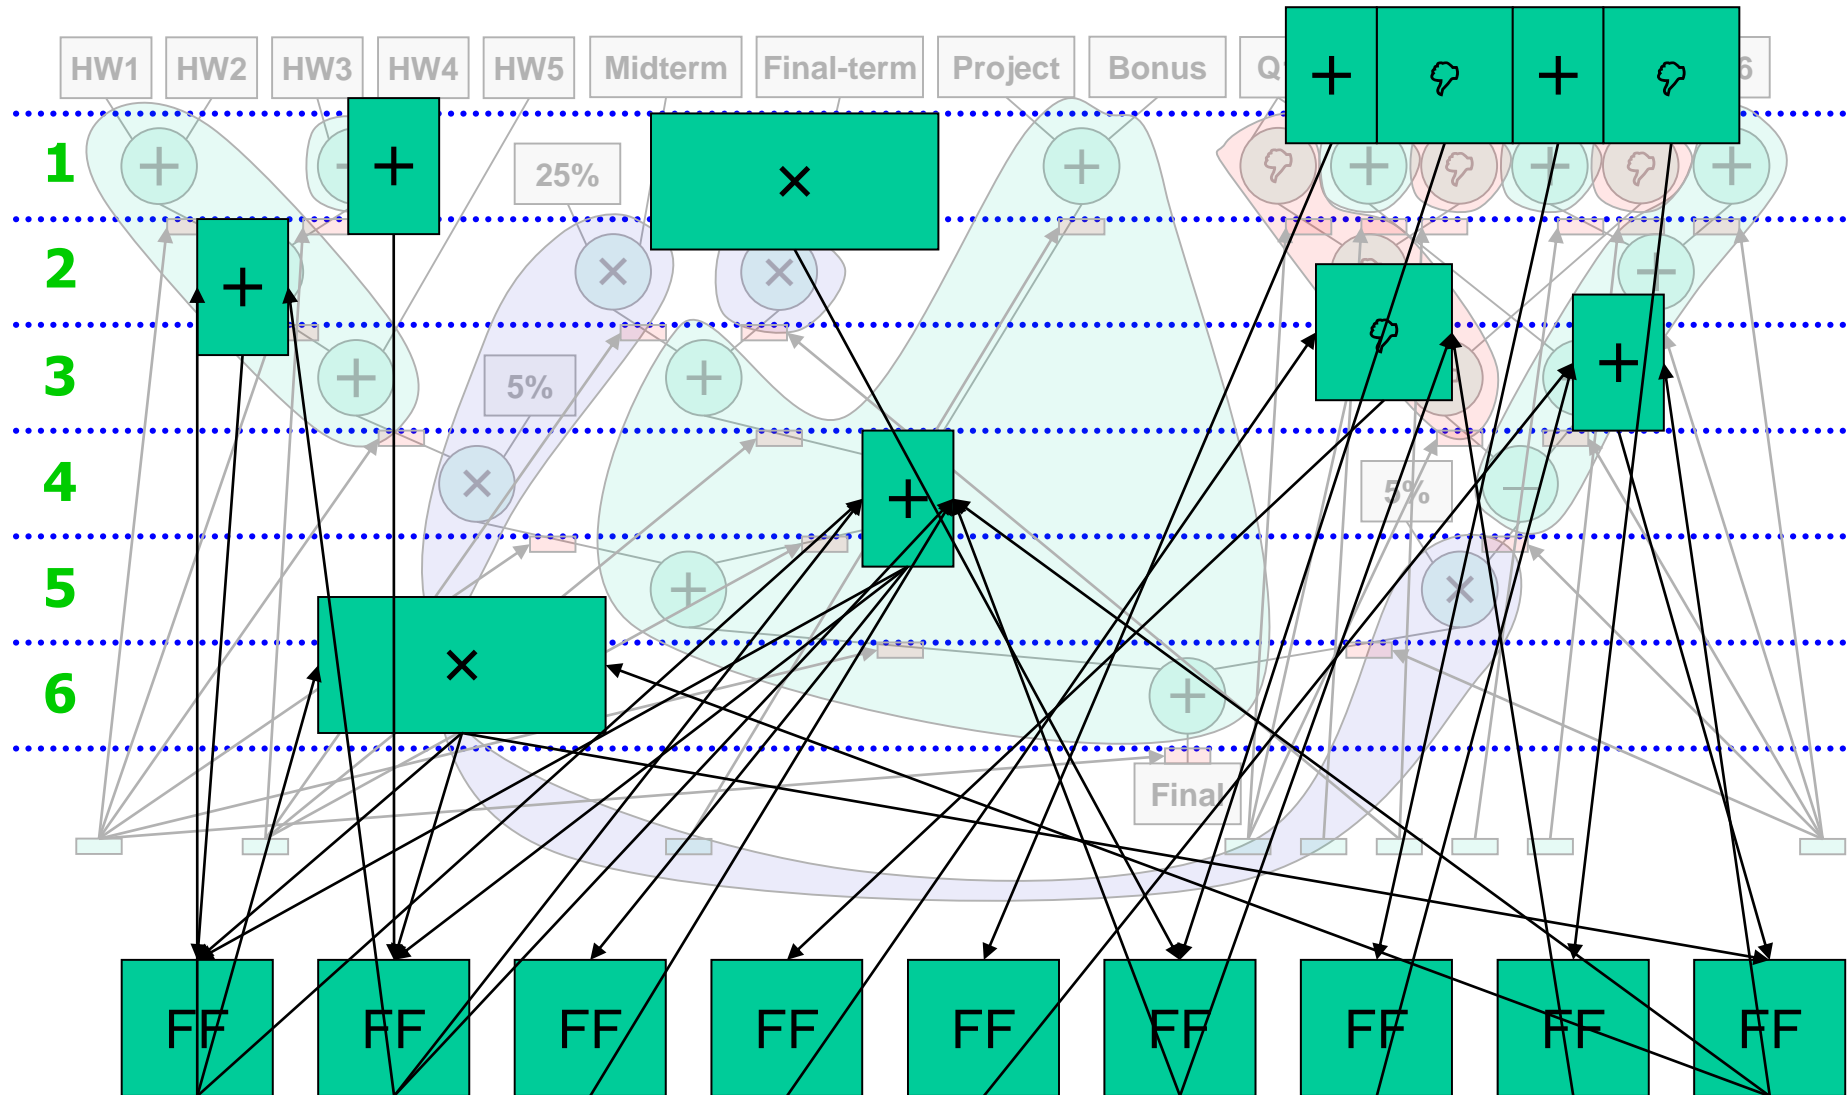 HW1 HW2 HW3 HW4 HW5 Midterm Final-term Project Bonus Q 6
+ +
1 + + + ×
25%
2 + × ×
3 + + +
5%
4 × +
5%
5 + ×
6 × +
Final
FF FF FF FF FF FF FF FF FF